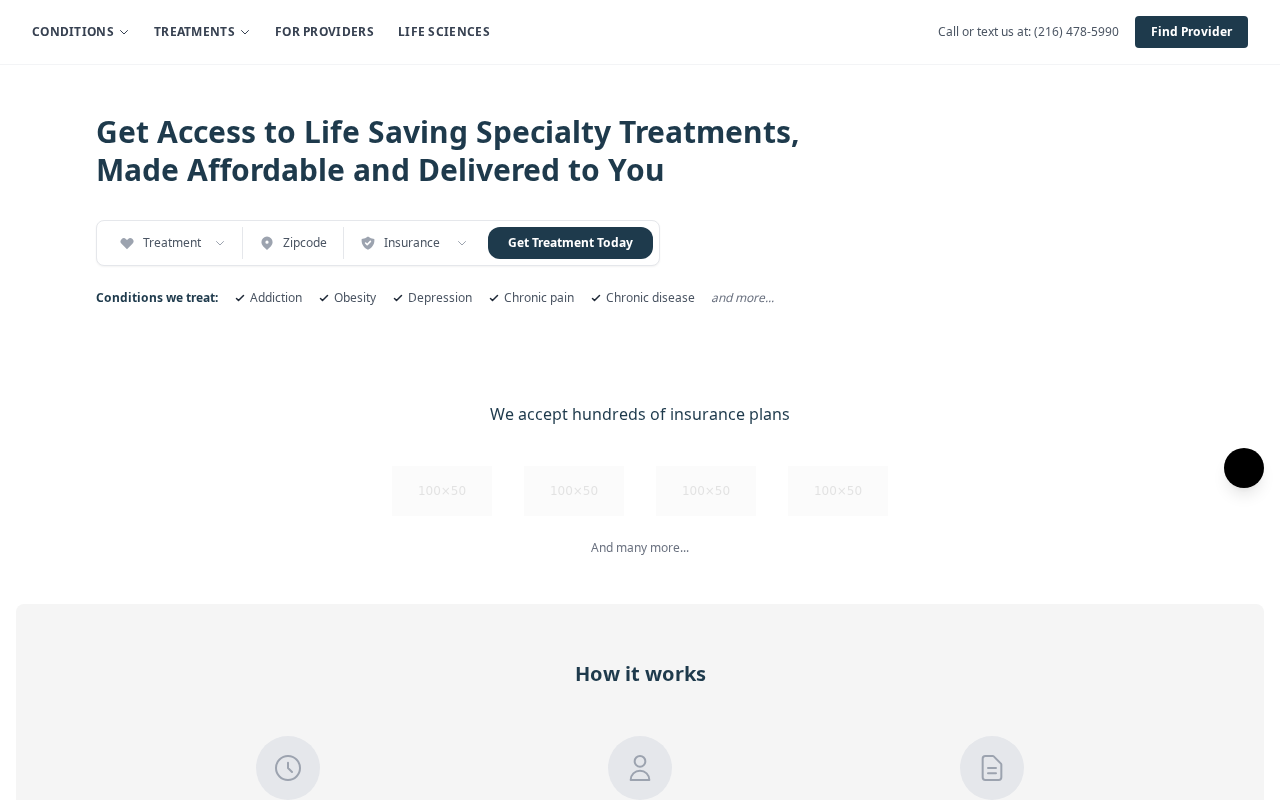 CONDITIONS TREATMENTS FOR PROVIDERS LIFE SCIENCES Call or text us at: (216) 478-5990 Find Provider
Get Access to Life Saving Specialty Treatments,
Made Affordable and Delivered to You
Treatment Zipcode Insurance Get Treatment Today
Conditions we treat: Addiction Obesity Depression Chronic pain Chronic disease and more...
We accept hundreds of insurance plans
100×50 100×50 100×50 100×50
And many more...
How it works